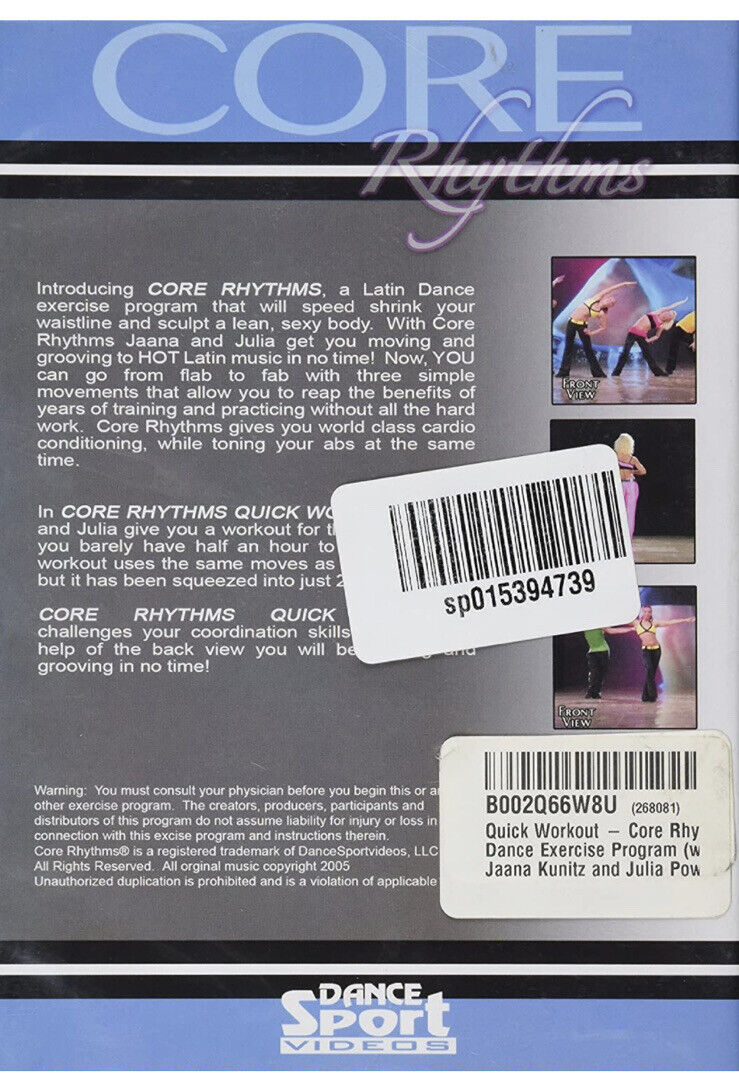 CORE
Rhythms
Introducing CORE RHYTHMS, a Latin Dance
exercise program that will speed shrink your
waistline and sculpt a lean, sexy body. With Core
Rhythms Jaana and Julia get you moving and
grooving to HOT Latin music in no time! Now, YOU
can go from flab to fab with three simple
movements that allow you to reap the benefits of
years of training and practicing without all the hard
work. Core Rhythms gives you world class cardio
conditioning, while toning your abs at the same
time.
In CORE RHYTHMS QUICK
and Julia give you a workout for
you barely have half an hour to
workout uses the same moves as
but it has been squeezed into just
CORE RHYTHMS QUICK
challenges your coordination skills
help of the back view you will and
grooving in no time!
FRONT
VIEW
FRONT
VIEW
sp015394739
Warning: You must consult your physician before you begin this or
other exercise program. The creators, producers, participants and
distributors of this program do not assume liability for injury or loss in
connection with this excise program and instructions therein.
Core Rhythms® is a registered trademark of DanceSportvideos, LLC
All Rights Reserved. All orginal music copyright 2005
Unauthorized duplication is prohibited and is a violation of applicable
B002Q66W8U (268081)
Quick Workout – Core Rhy
Dance Exercise Program (w
Jaana Kunitz and Julia Pow
DANCE
Sport
VIDEOS